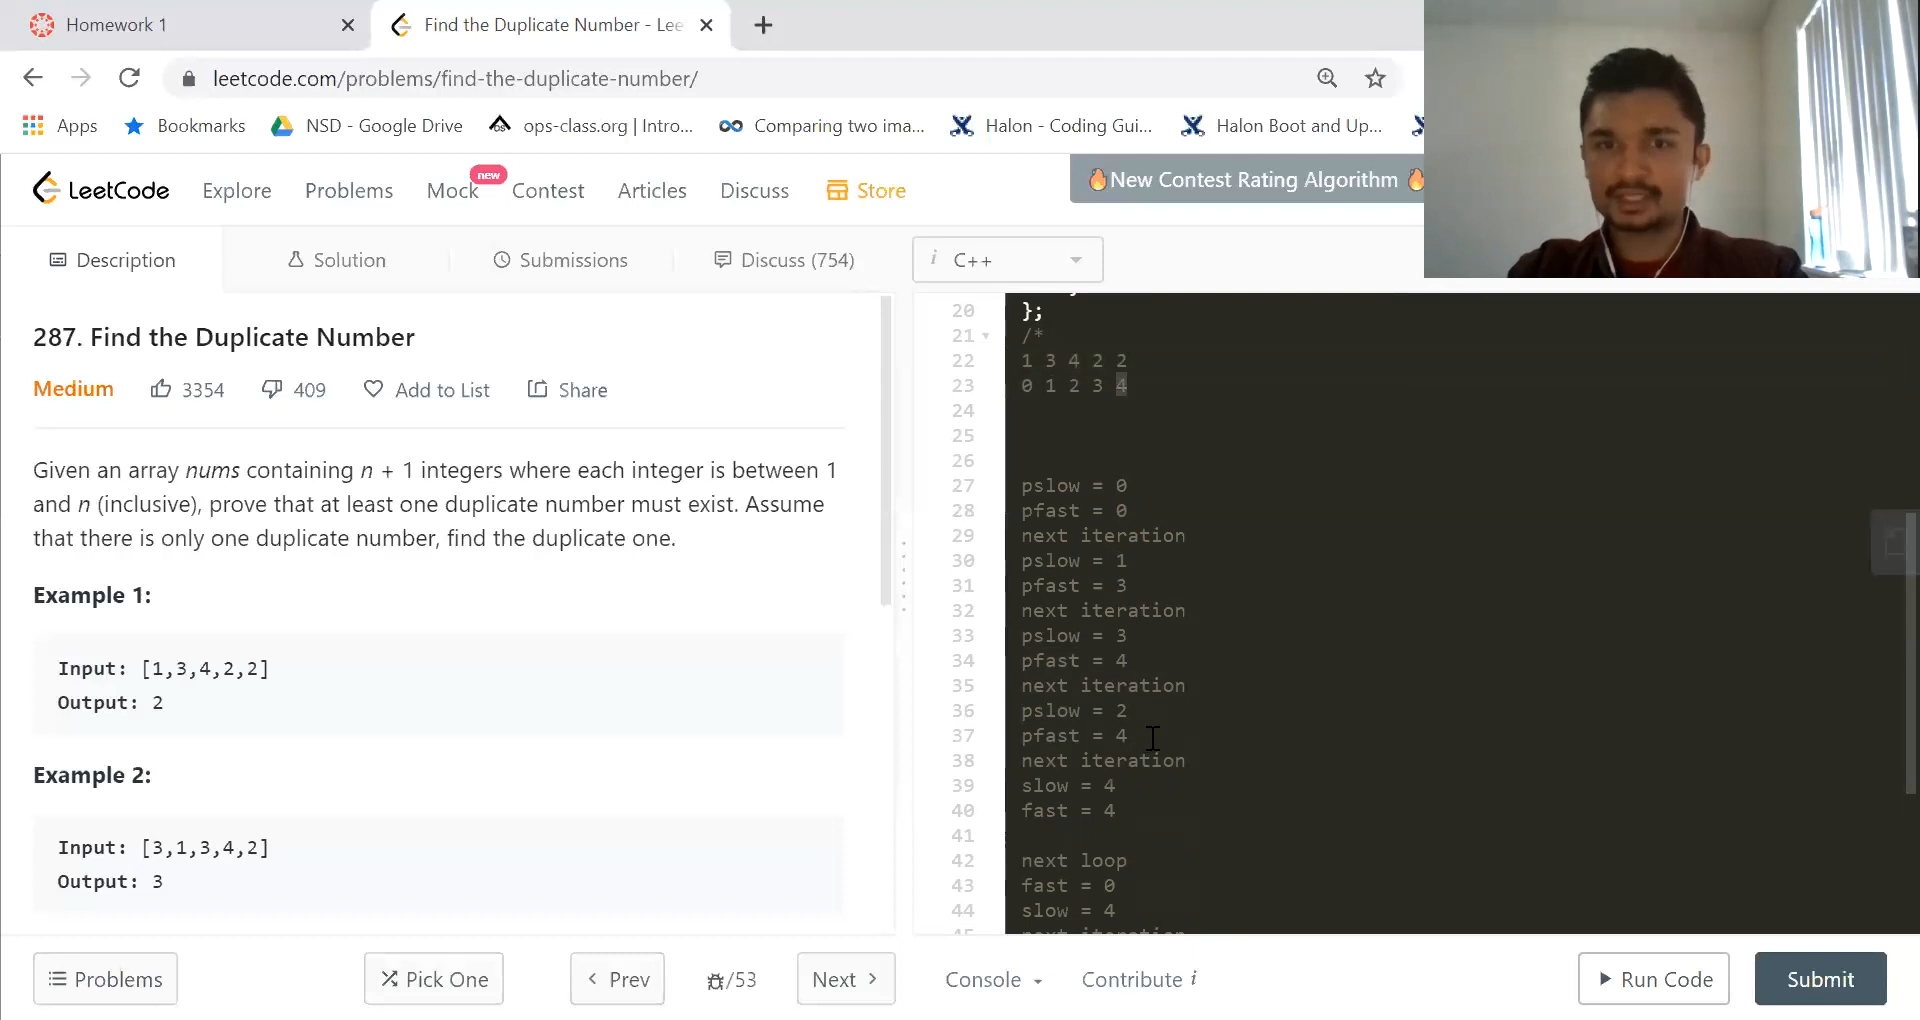 Homework 1
Find the Duplicate Number - Lee
leetcode.com/problems/find-the-duplicate-number/
Apps
Bookmarks
NSD - Google Drive
ops-class.org | Intro...
Comparing two ima...
Halon - Coding Gui...
Halon Boot and Up...
LeetCode
Explore
Problems
Mock
new
Contest
Articles
Discuss
Store
New Contest Rating Algorithm
Description
Solution
Submissions
Discuss (754)
i C++
287. Find the Duplicate Number
Medium
3354
409
Add to List
Share
Given an array nums containing n + 1 integers where each integer is between 1
and n (inclusive), prove that at least one duplicate number must exist. Assume
that there is only one duplicate number, find the duplicate one.
Example 1:
Input: [1,3,4,2,2]
Output: 2
Example 2:
Input: [3,1,3,4,2]
Output: 3
20 };
21 /*
22 1 3 4 2 2
23 0 1 2 3 4
24
25
26
27 pslow = 0
28 pfast = 0
29 next iteration
30 pslow = 1
31 pfast = 3
32 next iteration
33 pslow = 3
34 pfast = 4
35 next iteration
36 pslow = 2
37 pfast = 4
38 next iteration
39 slow = 4
40 fast = 4
41
42 next loop
43 fast = 0
44 slow = 4
45 next iteration
Problems
Pick One
Prev
/53
Next
Console
Contribute i
Run Code
Submit